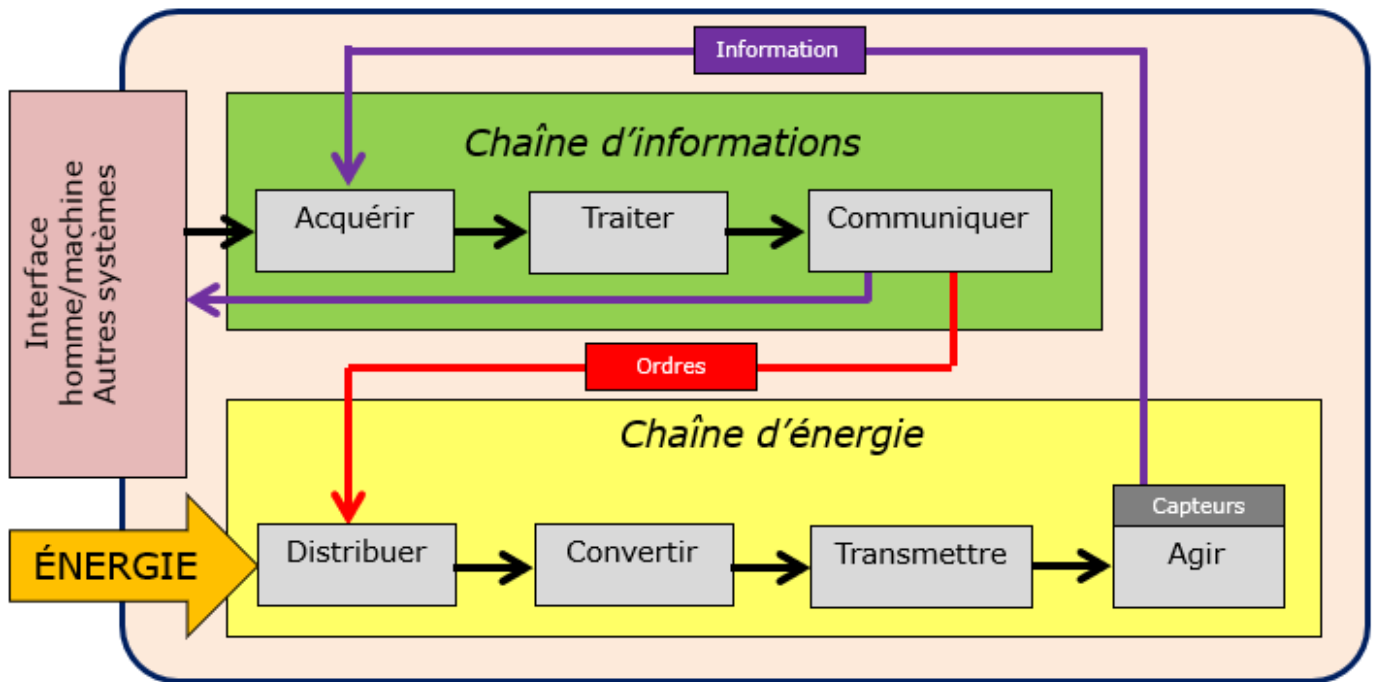 Information
Chaîne d'informations
Interface
homme/machine
Autres systèmes
Acquérir
Traiter
Communiquer
Ordres
Chaîne d'énergie
Capteurs
ÉNERGIE
Distribuer
Convertir
Transmettre
Agir